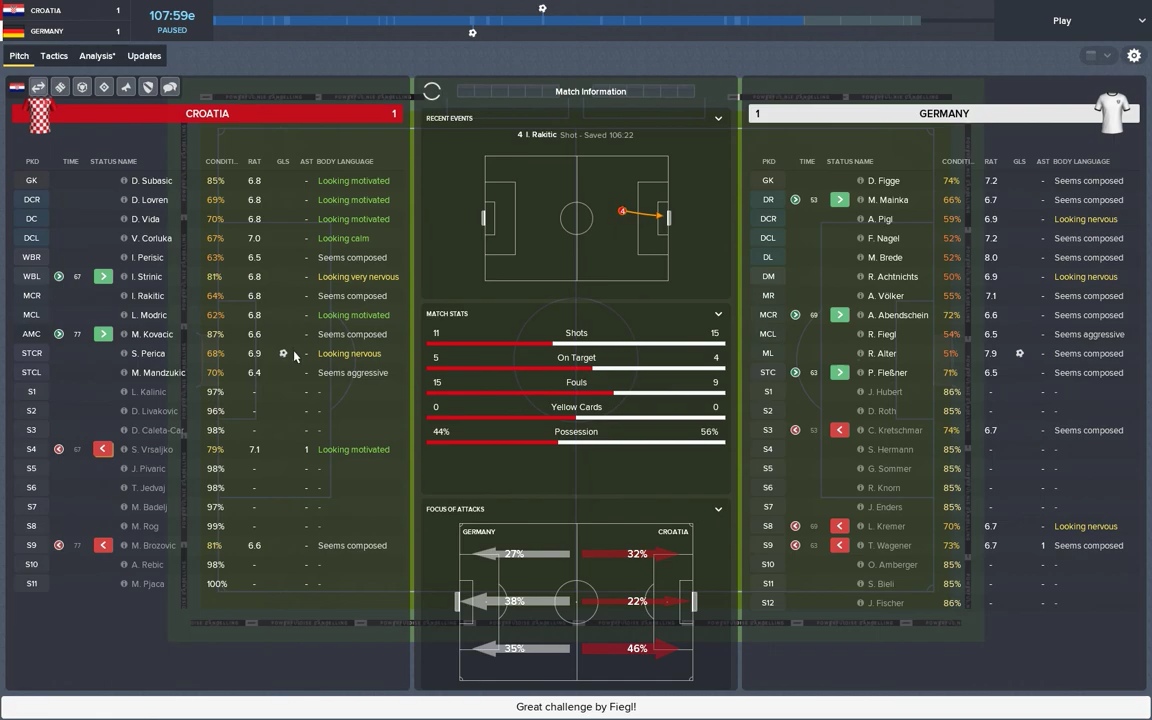 CROATIA 1
GERMANY 1
107:59e
PAUSED
Play
Pitch Tactics Analysis* Updates
CROATIA 1
PKD TIME STATUS NAME CONDITI... RAT GLS AST BODY LANGUAGE
GK D. Subasic 85% 6.8 - Looking motivated
DCR D. Lovren 69% 6.8 - Looking motivated
DC D. Vida 70% 6.8 - Looking motivated
DCL V. Corluka 67% 7.0 - Looking calm
WBR I. Perisic 63% 6.5 - Seems composed
WBL 67 I. Strinic 81% 6.8 - Looking very nervous
MCR I. Rakitic 64% 6.8 - Seems composed
MCL L. Modric 62% 6.8 - Looking motivated
AMC 77 M. Kovacic 87% 6.6 - Seems composed
STCR S. Perica 68% 6.9 - Looking nervous
STCL M. Mandzukic 70% 6.4 - Seems aggressive
S1 L. Kalinic 97% - - -
S2 D. Livakovic 96% - - -
S3 D. Caleta-Car 98% - - -
S4 67 S. Vrsaljko 79% 7.1 1 Looking motivated
S5 J. Pivaric 98% - - -
S6 T. Jedvaj 98% - - -
S7 M. Badelj 97% - - -
S8 M. Rog 99% - - -
S9 77 M. Brozovic 81% 6.6 - Seems composed
S10 A. Rebic 98% - - -
S11 M. Pjaca 100% - - -
Match Information
RECENT EVENTS
4 I. Rakitic Shot - Saved 106:22
4
MATCH STATS
11 Shots 15
5 On Target 4
15 Fouls 9
0 Yellow Cards 0
44% Possession 56%
FOCUS OF ATTACKS
GERMANY CROATIA
27% 32%
38% 22%
35% 46%
1 GERMANY
PKD TIME STATUS NAME CONDITI... RAT GLS AST BODY LANGUAGE
GK D. Figge 74% 7.2 - Seems composed
DR 53 M. Mainka 66% 6.7 - Seems composed
DCR A. Pigl 59% 6.9 - Looking nervous
DCL F. Nagel 52% 7.2 - Seems composed
DL M. Brede 52% 8.0 - Seems composed
DM R. Achtnichts 50% 6.9 - Looking nervous
MR A. Völker 55% 7.1 - Seems composed
MCR 69 A. Abendschein 72% 6.6 - Seems composed
MCL R. Fiegl 54% 6.5 - Seems aggressive
ML R. Alter 51% 7.9 - Seems composed
STC 63 P. Fleßner 71% 6.5 - Seems composed
S1 J. Hubert 86% - - -
S2 D. Roth 85% - - -
S3 53 C. Kretschmar 74% 6.7 - Seems composed
S4 S. Hermann 85% - - -
S5 G. Sommer 85% - - -
S6 R. Knorn 85% - - -
S7 J. Enders 85% - - -
S8 69 L. Kremer 70% 6.7 - Looking nervous
S9 63 T. Wagener 73% 6.7 1 Seems composed
S10 O. Amberger 85% - - -
S11 S. Bieli 85% - - -
S12 J. Fischer 86% - - -
Great challenge by Fiegl!